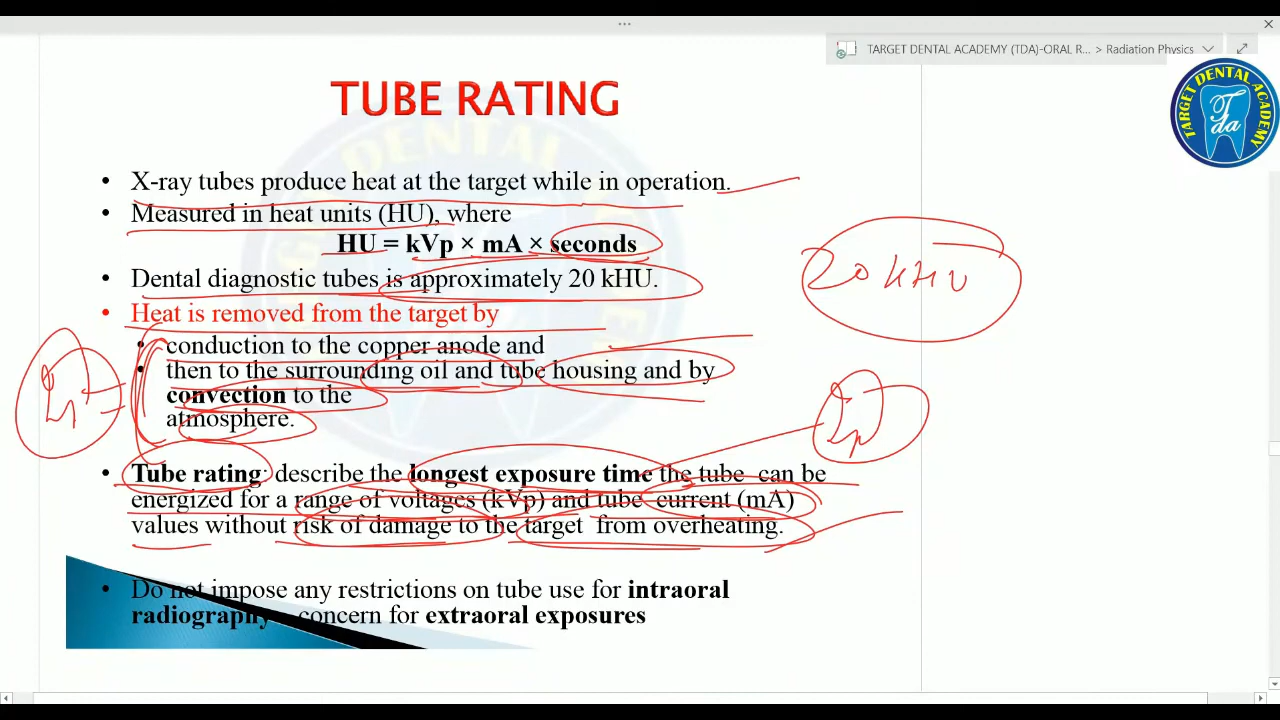 TARGET DENTAL ACADEMY (TDA)-ORAL R... > Radiation Physics
TARGET DENTAL ACADEMY
Tda
TUBE RATING
• X-ray tubes produce heat at the target while in operation.
• Measured in heat units (HU), where
HU = kVp × mA × seconds
20 kHU
• Dental diagnostic tubes is approximately 20 kHU.
• Heat is removed from the target by
• conduction to the copper anode and
• then to the surrounding oil and tube housing and by
convection to the
atmosphere.
• Tube rating: describe the longest exposure time the tube can be
energized for a range of voltages (kVp) and tube current (mA)
values without risk of damage to the target from overheating.
• Do not impose any restrictions on tube use for intraoral
radiography concern for extraoral exposures